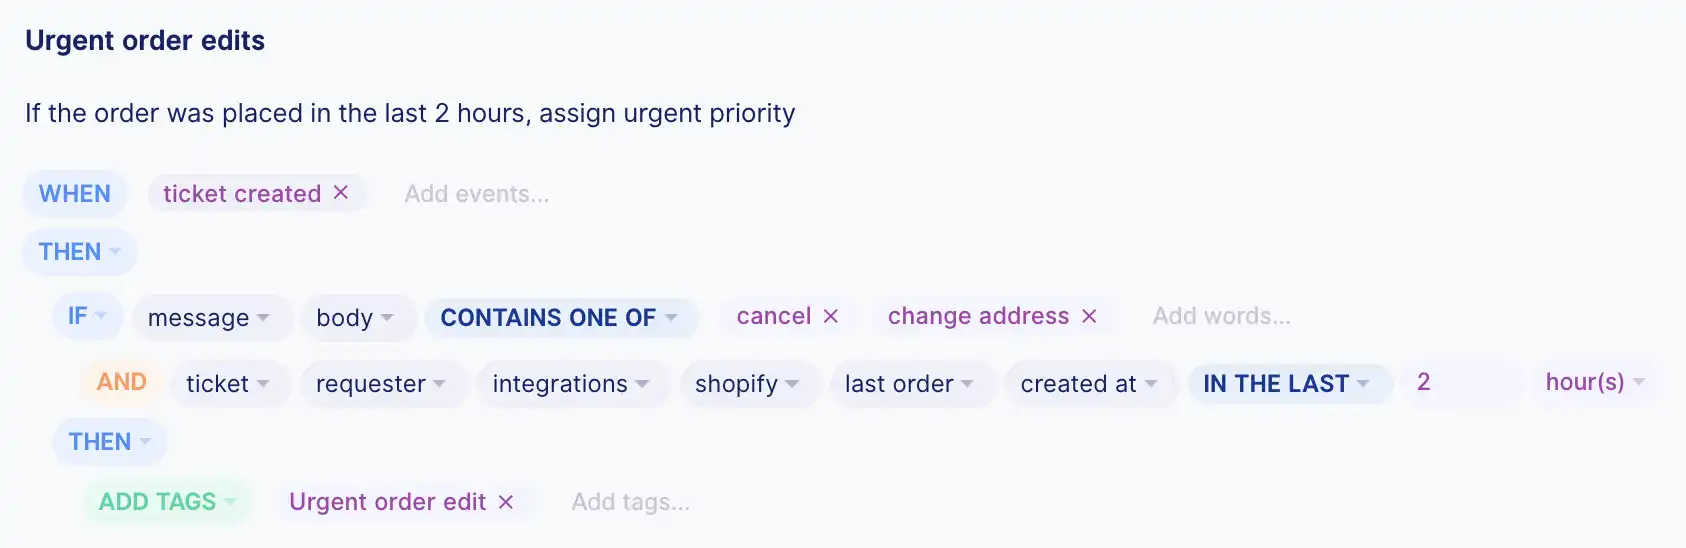 Urgent order edits
If the order was placed in the last 2 hours, assign urgent priority
WHEN ticket created × Add events...
THEN
IF message body CONTAINS ONE OF cancel × change address × Add words...
AND ticket requester integrations shopify last order created at IN THE LAST 2 hour(s)
THEN
ADD TAGS Urgent order edit × Add tags...